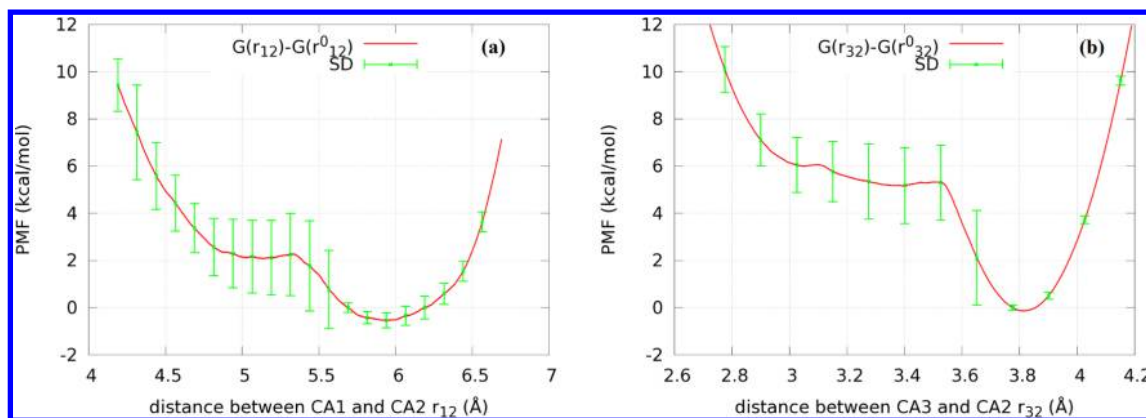 12
10
8
6
4
2
0
-2
PMF (kcal/mol)
G(r12)-G(r⁰12)
SD
(a)
4 4.5 5 5.5 6 6.5 7
distance between CA1 and CA2 r12 (Å)
12
10
8
6
4
2
0
-2
PMF (kcal/mol)
G(r32)-G(r⁰32)
SD
(b)
2.6 2.8 3 3.2 3.4 3.6 3.8 4 4.2
distance between CA3 and CA2 r32 (Å)